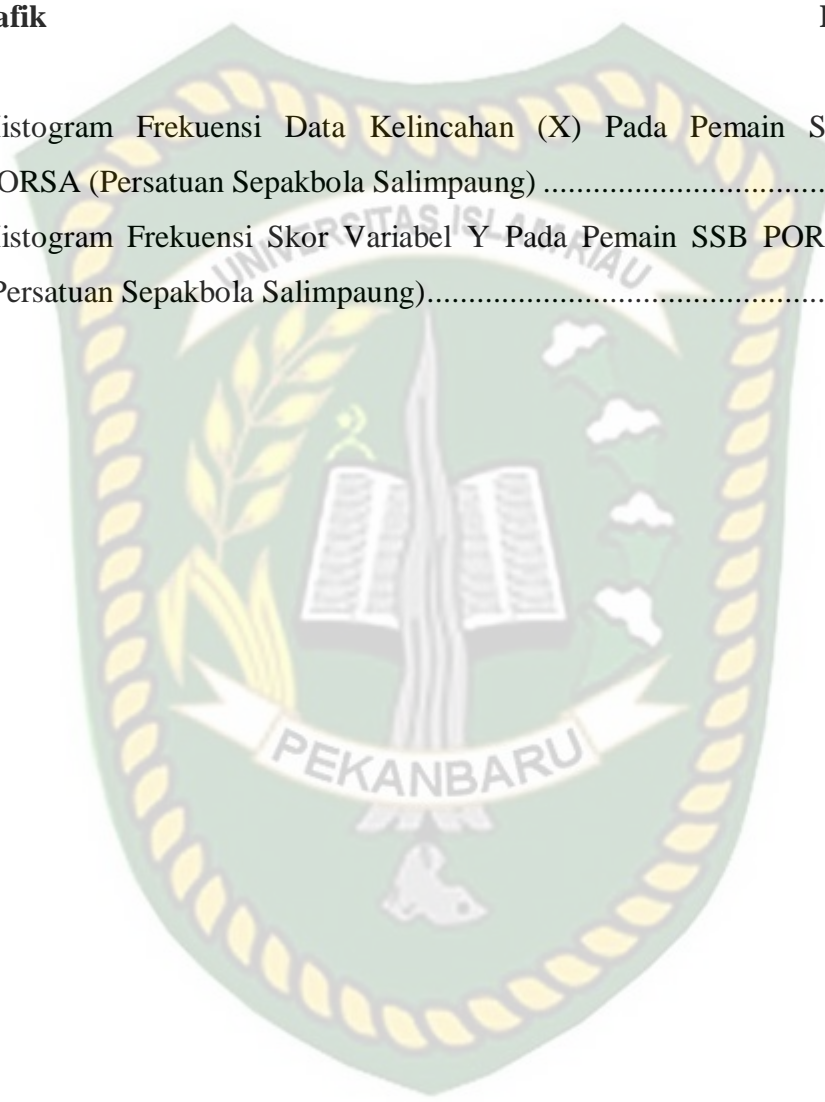 afik
istogram Frekuensi Data Kelincahan (X) Pada Pemain S
ORSA (Persatuan Sepakbola Salimpaung) ..................................
istogram Frekuensi Skor Variabel Y Pada Pemain SSB POR
Persatuan Sepakbola Salimpaung)................................................
UNIVERSITAS ISLAM RIAU
PEKANBARU